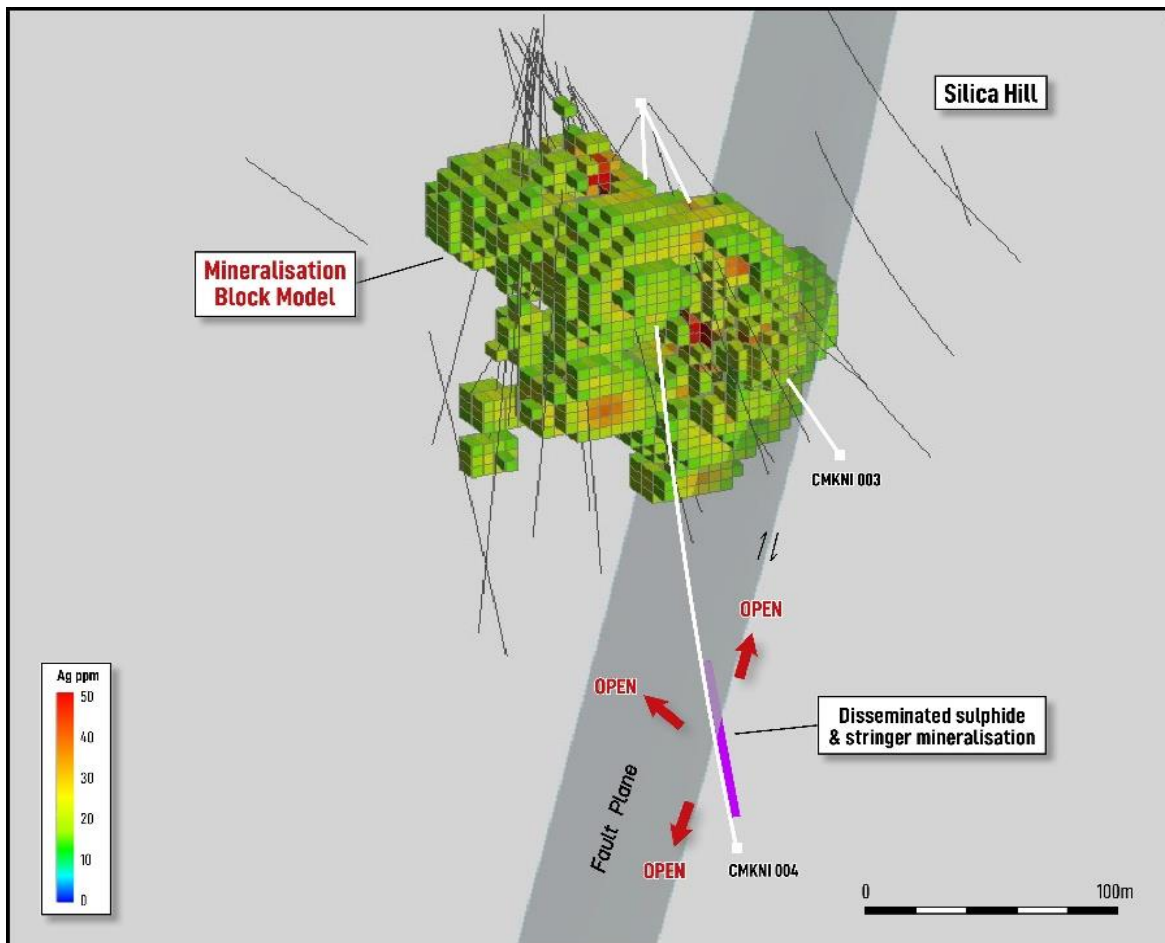 Silica Hill
Mineralisation
Block Model
CMKNI 003
OPEN
OPEN
Disseminated sulphide
& stringer mineralisation
Fault Plane
OPEN
CMKNI 004
Ag ppm
50
40
30
20
10
0
0
100m